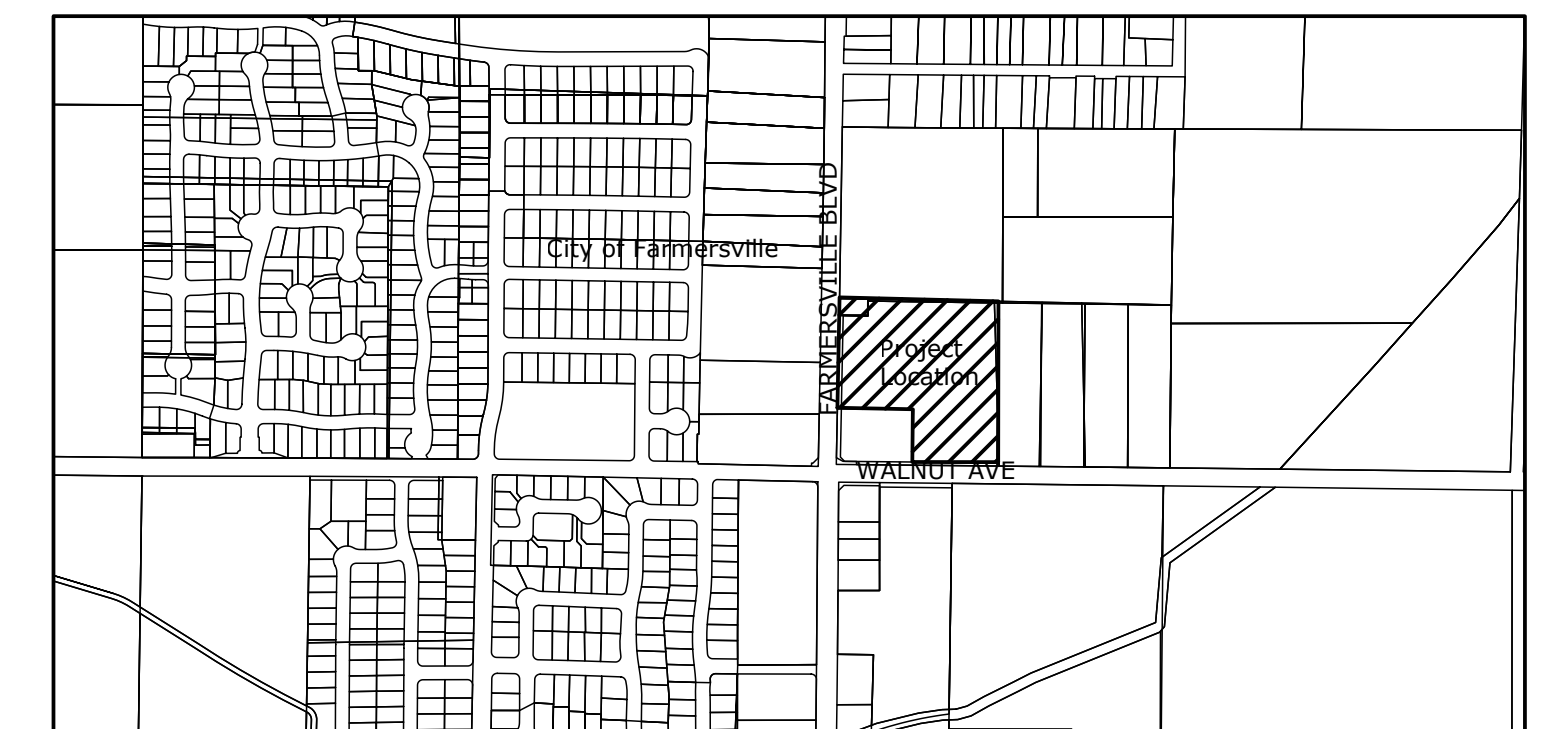 City of Farmersville
FARMERSVILLE BLVD
Project
Location
WALNUT AVE